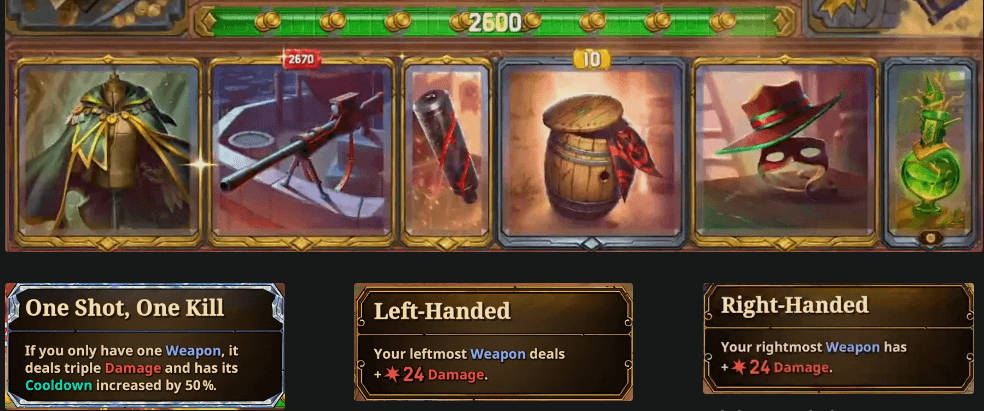 2600
2670
10
One Shot, One Kill
If you only have one Weapon, it
deals triple Damage and has its
Cooldown increased by 50%.
Left-Handed
Your leftmost Weapon deals
+ 24 Damage.
Right-Handed
Your rightmost Weapon has
+ 24 Damage.